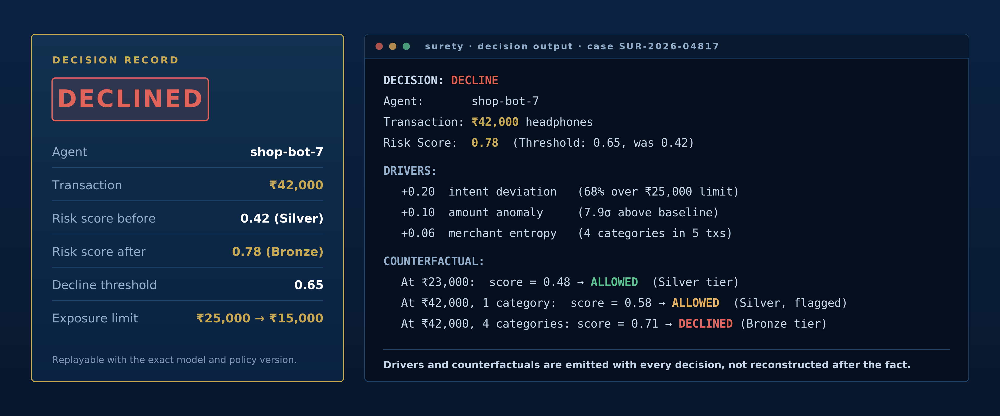 DECISION RECORD
DECLINED
Agent shop-bot-7
Transaction ₹42,000
Risk score before 0.42 (Silver)
Risk score after 0.78 (Bronze)
Decline threshold 0.65
Exposure limit ₹25,000 → ₹15,000
Replayable with the exact model and policy version.
surety · decision output · case SUR-2026-04817
DECISION: DECLINE
Agent: shop-bot-7
Transaction: ₹42,000 headphones
Risk Score: 0.78 (Threshold: 0.65, was 0.42)
DRIVERS:
+0.20 intent deviation (68% over ₹25,000 limit)
+0.10 amount anomaly (7.9σ above baseline)
+0.06 merchant entropy (4 categories in 5 txs)
COUNTERFACTUAL:
At ₹23,000: score = 0.48 → ALLOWED (Silver tier)
At ₹42,000, 1 category: score = 0.58 → ALLOWED (Silver, flagged)
At ₹42,000, 4 categories: score = 0.71 → DECLINED (Bronze tier)
Drivers and counterfactuals are emitted with every decision, not reconstructed after the fact.